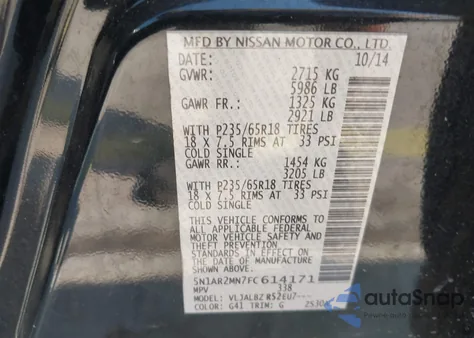 MFD BY NISSAN MOTOR CO., LTD.
DATE: 10/14
GVWR: 2715 KG
5986 LB
GAWR FR.: 1325 KG
2921 LB
WITH P235/65R18 TIRES
18 x 7.5 RIMS AT 33 PSI
COLD SINGLE
GAWR RR.: 1454 KG
3205 LB
WITH P235/65R18 TIRES
18 x 7.5 RIMS AT 33 PSI
COLD SINGLE
THIS VEHICLE CONFORMS TO
ALL APPLICABLE FEDERAL
MOTOR VEHICLE SAFETY
STANDARDS IN EFFECT ON
THE DATE OF MANUFACTURE
SHOWN ABOVE.
5N1AR2MN7FC614171
MPV 338
MODEL:
COLOR: G41 TRIM: G
autoSnap